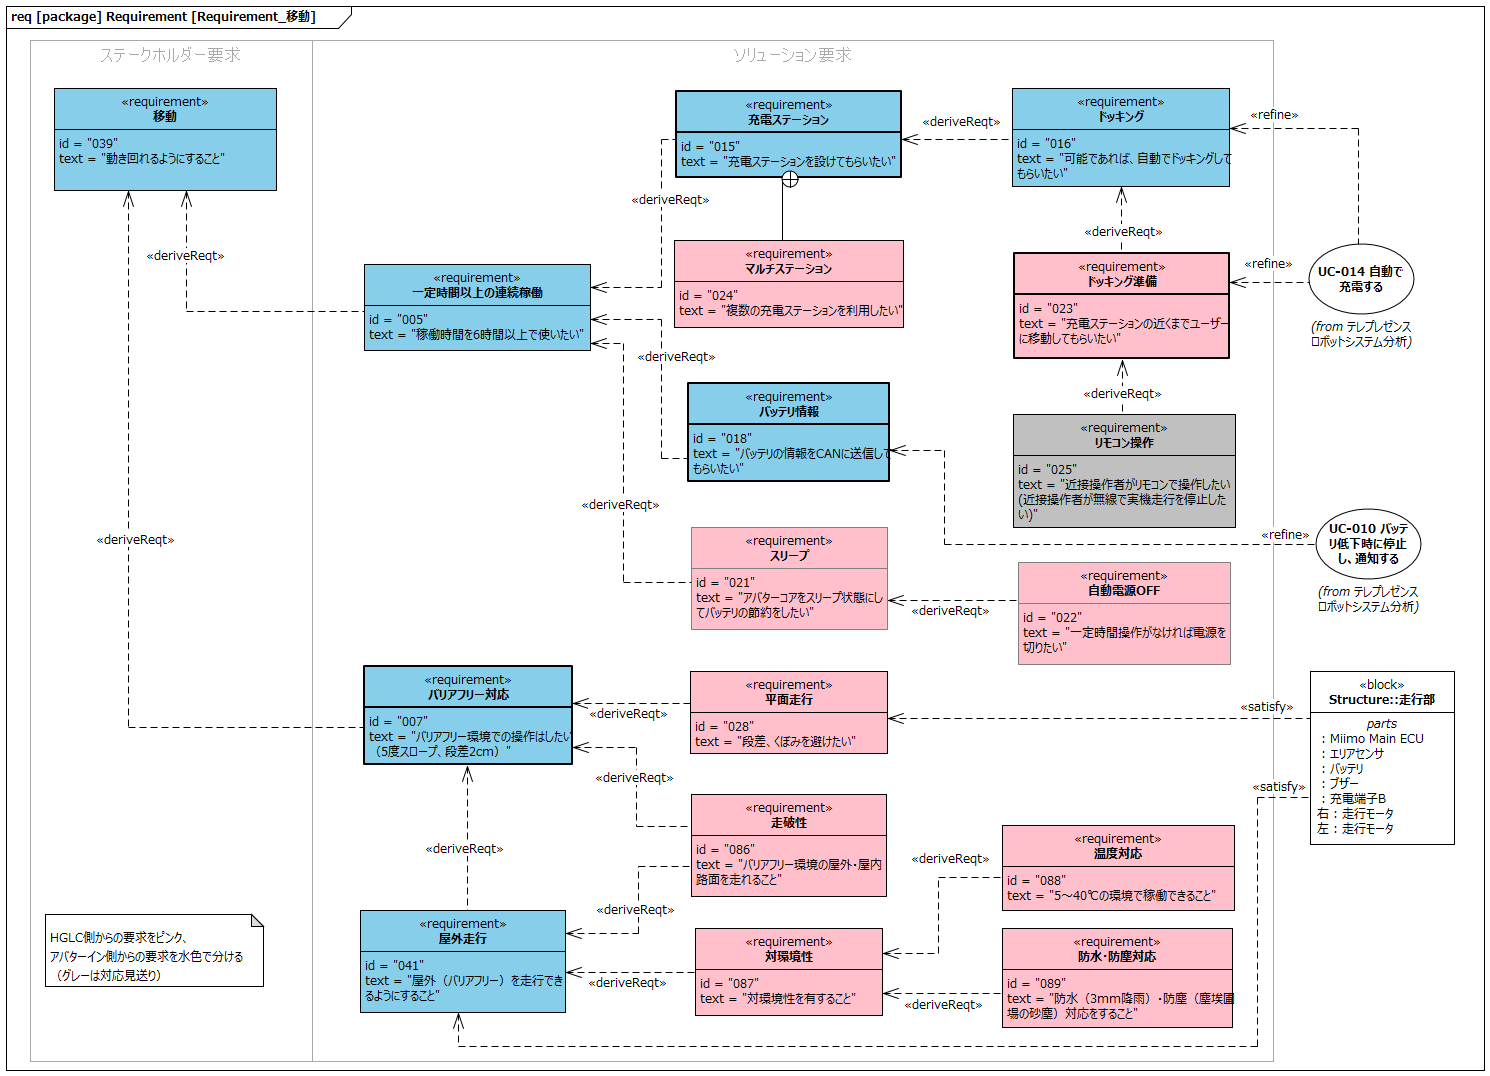 req [package] Requirement [Requirement_移動]
ステークホルダー要求
ソリューション要求
«requirement»
移動
id = "039"
text = "動き回れるようにすること"
«requirement»
充電ステーション
id = "015"
text = "充電ステーションを設けてもらいたい"
«deriveReqt»
«requirement»
ドッキング
id = "016"
text = "可能であれば、自動でドッキングして
もらいたい"
«refine»
«deriveReqt»
«deriveReqt»
«deriveReqt»
«requirement»
一定時間以上の連続稼働
id = "005"
text = "稼働時間を6時間以上で使いたい"
«requirement»
マルチステーション
id = "024"
text = "複数の充電ステーションを利用したい"
«requirement»
ドッキング準備
id = "023"
text = "充電ステーションの近くまでユーザー
に移動してもらいたい"
«refine»
UC-014 自動で
充電する
(from テレプレゼンス
ロボットシステム分析)
«deriveReqt»
«deriveReqt»
«requirement»
バッテリ情報
id = "018"
text = "バッテリの情報をCANに送信して
もらいたい"
«requirement»
リモコン操作
id = "025"
text = "近接操作者がリモコンで操作したい
(近接操作者が無線で実機走行を停止した
い)"
«deriveReqt»
«deriveReqt»
«refine»
UC-010 バッテ
リ低下時に停止
し、通知する
(from テレプレゼンス
ロボットシステム分析)
«requirement»
スリープ
id = "021"
text = "アバターコアをスリープ状態にし
てバッテリの節約をしたい"
«deriveReqt»
«requirement»
自動電源OFF
id = "022"
text = "一定時間操作がなければ電源を
切りたい"
«requirement»
バリアフリー対応
id = "007"
text = "バリアフリー環境での操作はしたい
（5度スロープ、段差2cm）"
«deriveReqt»
«requirement»
平面走行
id = "028"
text = "段差、くぼみを避けたい"
«satisfy»
«block»
Structure::走行部
parts
: Miimo Main ECU
: エリアセンサ
: バッテリ
: ブザー
: 充電端子B
右 : 走行モータ
左 : 走行モータ
«deriveReqt»
«satisfy»
«requirement»
走破性
id = "086"
text = "バリアフリー環境の屋外・屋内
路面を走れること"
«deriveReqt»
«deriveReqt»
«requirement»
温度対応
id = "088"
text = "5～40℃の環境で稼働できること"
«deriveReqt»
«requirement»
屋外走行
id = "041"
text = "屋外（バリアフリー）を走行でき
るようにすること"
«deriveReqt»
«requirement»
対環境性
id = "087"
text = "対環境性を有すること"
«deriveReqt»
«requirement»
防水・防塵対応
id = "089"
text = "防水（3mm降雨）・防塵（塵埃圃
場の砂塵）対応をすること"
HGLC側からの要求をピンク、
アバターイン側からの要求を水色で分ける
（グレーは対応見送り）